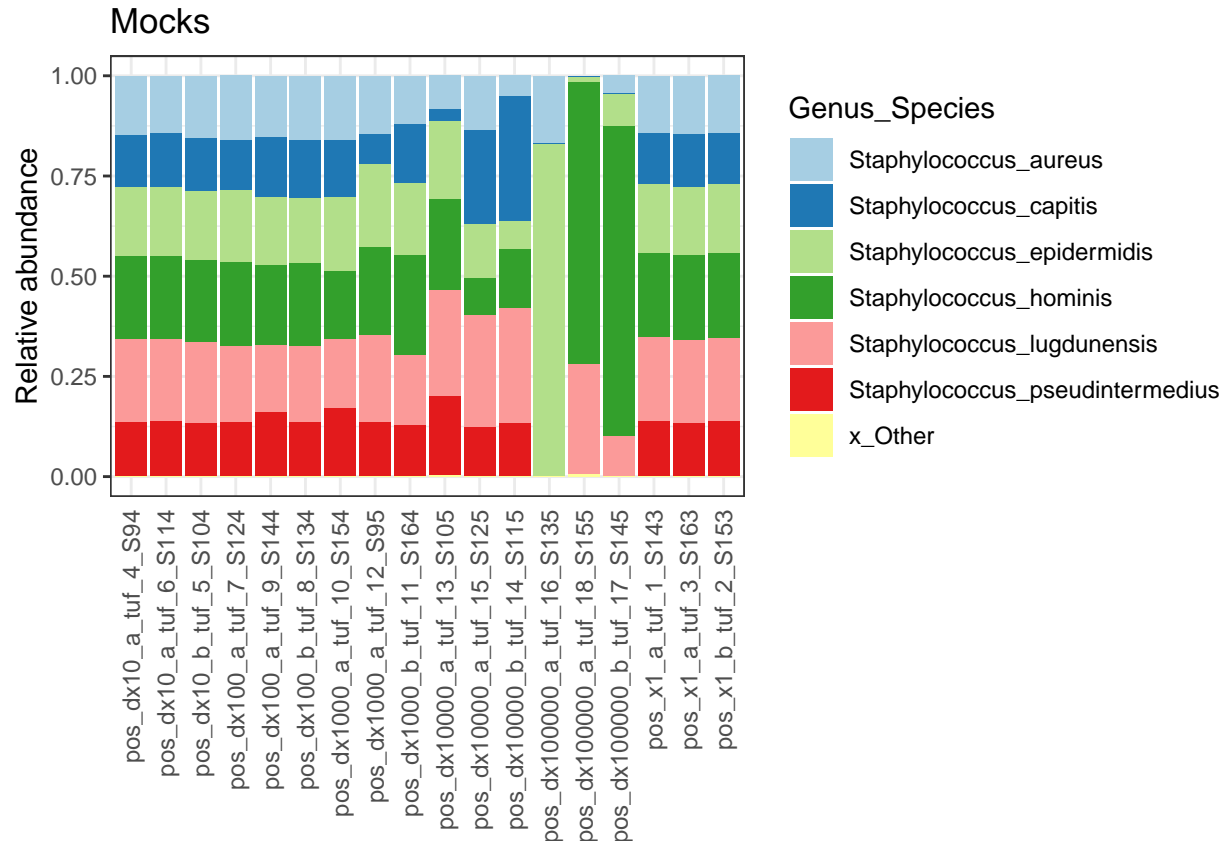 Mocks
Relative abundance
1.00
0.75
0.50
0.25
0.00
pos_dx10_a_tuf_4_S94
pos_dx10_a_tuf_6_S114
pos_dx10_b_tuf_5_S104
pos_dx100_a_tuf_7_S124
pos_dx100_a_tuf_9_S144
pos_dx100_b_tuf_8_S134
pos_dx1000_a_tuf_10_S154
pos_dx1000_a_tuf_12_S95
pos_dx1000_b_tuf_11_S164
pos_dx10000_a_tuf_13_S105
pos_dx10000_a_tuf_15_S125
pos_dx10000_b_tuf_14_S115
pos_dx100000_a_tuf_16_S135
pos_dx100000_a_tuf_18_S155
pos_dx100000_b_tuf_17_S145
pos_x1_a_tuf_1_S143
pos_x1_a_tuf_3_S163
pos_x1_b_tuf_2_S153
Genus_Species
Staphylococcus_aureus
Staphylococcus_capitis
Staphylococcus_epidermidis
Staphylococcus_hominis
Staphylococcus_lugdunensis
Staphylococcus_pseudintermedius
x_Other